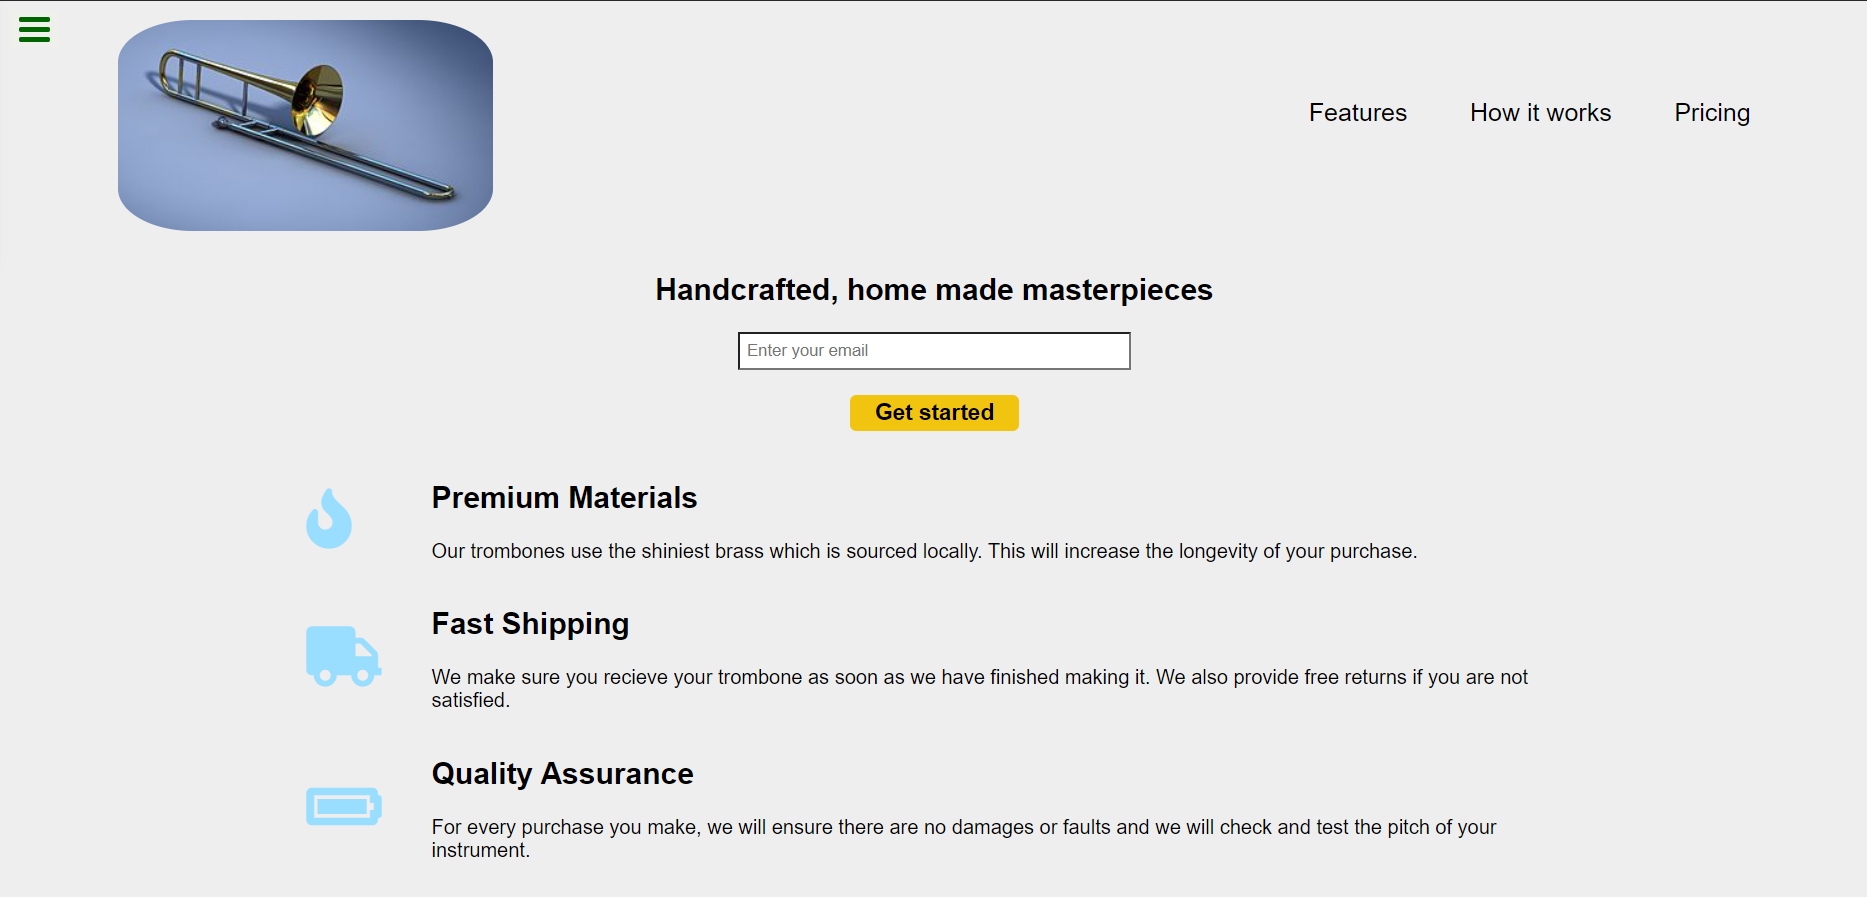 Features How it works Pricing
Handcrafted, home made masterpieces
Enter your email
Get started
Premium Materials
Our trombones use the shiniest brass which is sourced locally. This will increase the longevity of your purchase.
Fast Shipping
We make sure you recieve your trombone as soon as we have finished making it. We also provide free returns if you are not
satisfied.
Quality Assurance
For every purchase you make, we will ensure there are no damages or faults and we will check and test the pitch of your
instrument.